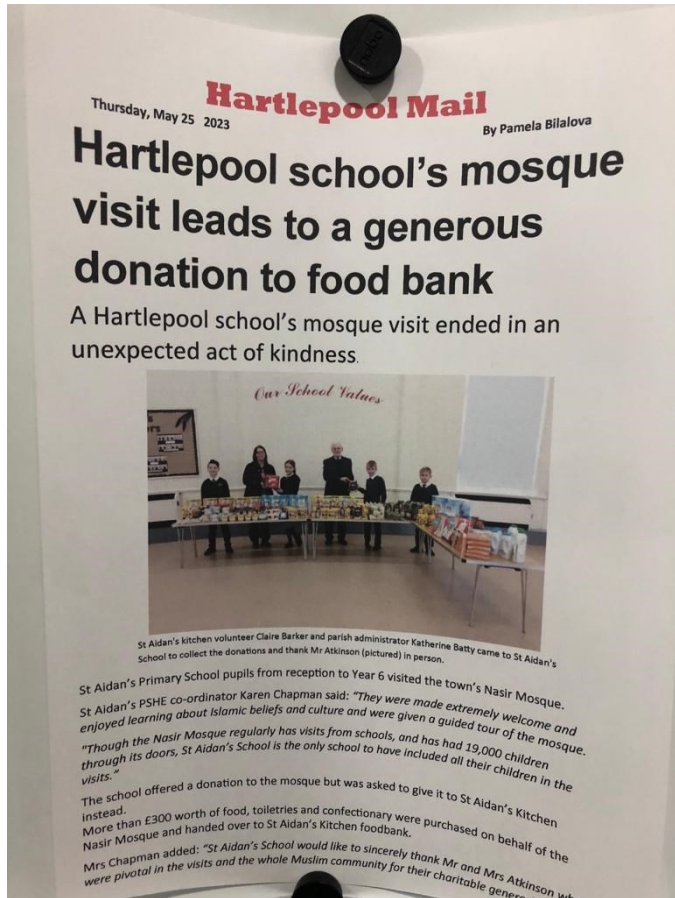 Hartlepool Mail
Thursday, May 25 2023
By Pamela Bilalova
Hartlepool school's mosque
visit leads to a generous
donation to food bank
A Hartlepool school's mosque visit ended in an
unexpected act of kindness.
Our School Values
St Aidan's kitchen volunteer Claire Barker and parish administrator Katherine Batty came to St Aidan's
School to collect the donations and thank Mr Atkinson (pictured) in person.
St Aidan's Primary School pupils from reception to Year 6 visited the town's Nasir Mosque.
St Aidan's PSHE co-ordinator Karen Chapman said: "They were made extremely welcome and
enjoyed learning about Islamic beliefs and culture and were given a guided tour of the mosque.
"Though the Nasir Mosque regularly has visits from schools, and has had 19,000 children
through its doors, St Aidan's School is the only school to have included all their children in the
visits."
The school offered a donation to the mosque but was asked to give it to St Aidan's Kitchen
instead.
More than £300 worth of food, toiletries and confectionary were purchased on behalf of the
Nasir Mosque and handed over to St Aidan's Kitchen foodbank.
Mrs Chapman added: "St Aidan's School would like to sincerely thank Mr and Mrs Atkinson
were pivotal in the visits and the whole Muslim community for their charitable